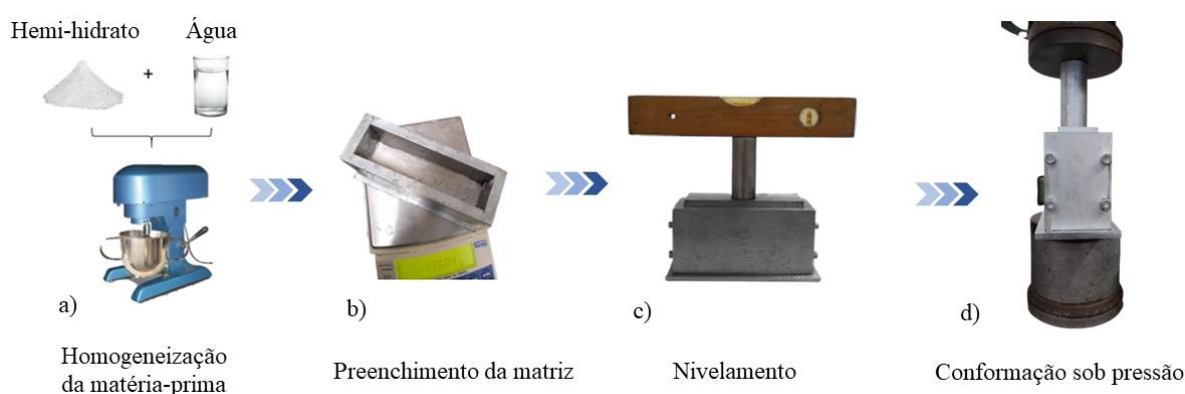 Hemi-hidrato
Água
+
a)
b)
c)
d)
Homogeneização
da matéria-prima
Preenchimento da matriz
Nivelamento
Conformação sob pressão